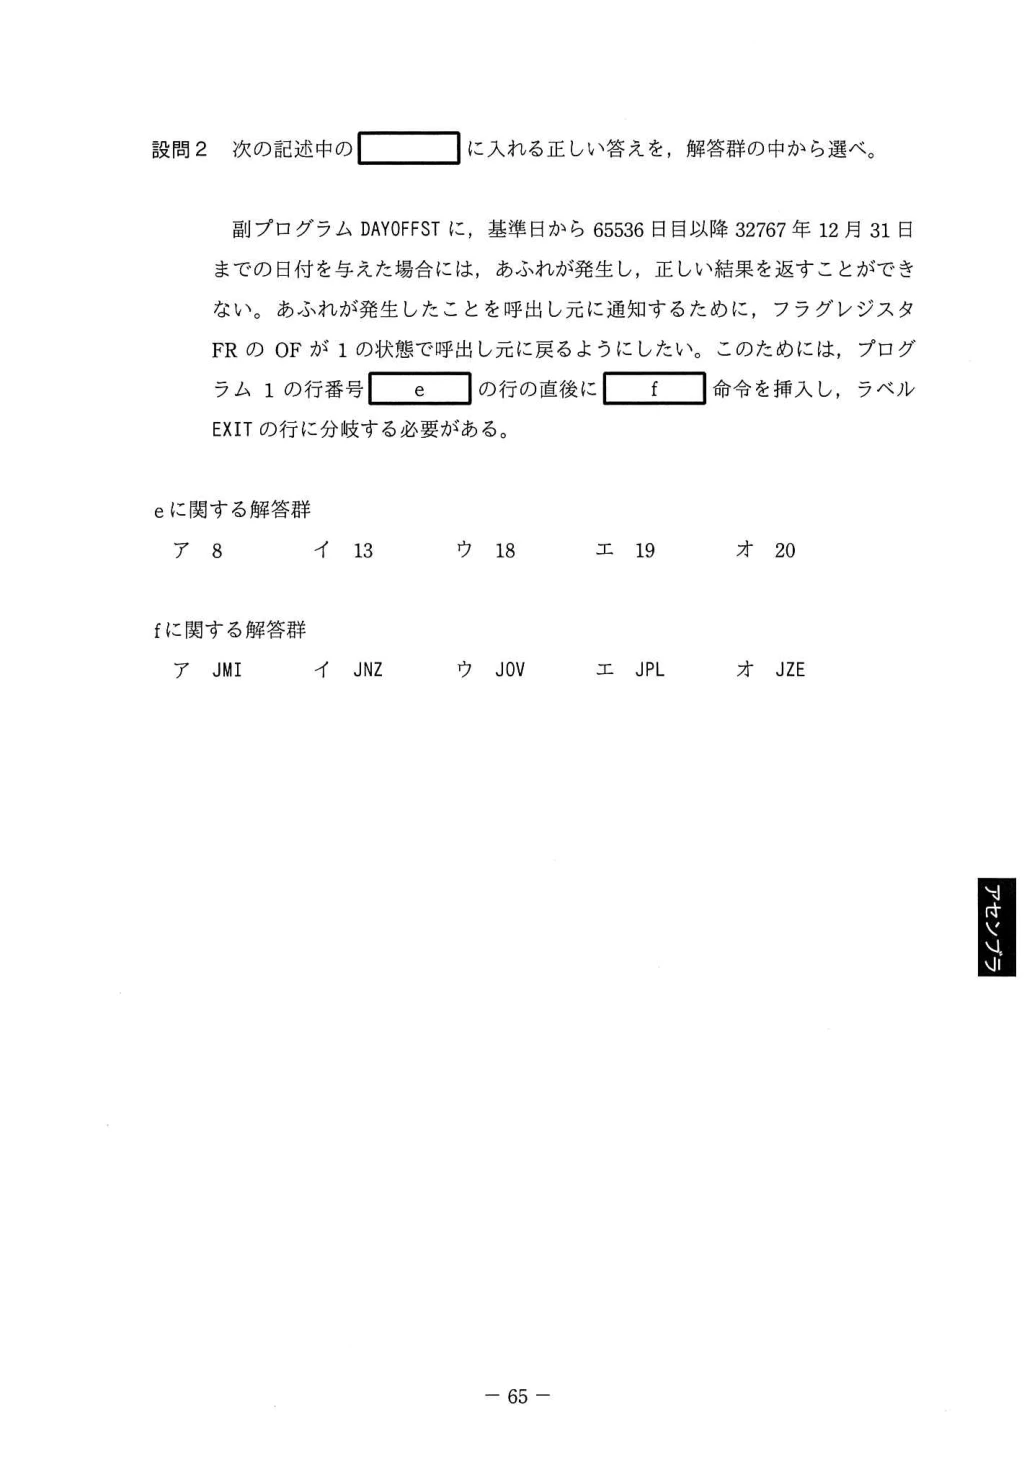 設問2 次の記述中の　　　に入れる正しい答えを，解答群の中から選べ。
副プログラム DAYOFFST に，基準日から 65536 日目以降 32767 年 12 月 31 日
までの日付を与えた場合には，あふれが発生し，正しい結果を返すことができ
ない。あふれが発生したことを呼出し元に通知するために，フラグレジスタ
FR の OF が 1 の状態で呼出し元に戻るようにしたい。このためには，プログ
ラム 1 の行番号 e の行の直後に f 命令を挿入し，ラベル
EXIT の行に分岐する必要がある。
e に関する解答群
ア 8 イ 13 ウ 18 エ 19 オ 20
f に関する解答群
ア JMI イ JNZ ウ JOV エ JPL オ JZE
アセンブラ
― 65 ―